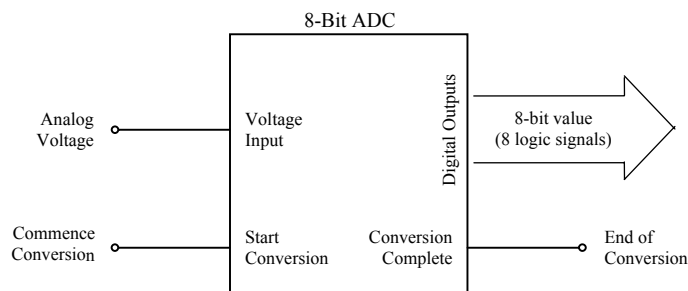 8-Bit ADC
Analog
Voltage
Voltage
Input
Digital Outputs
8-bit value
(8 logic signals)
Commence
Conversion
Start
Conversion
Conversion
Complete
End of
Conversion